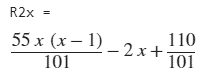 R2x =
55 x (x – 1)
101
– 2 x +
110
101